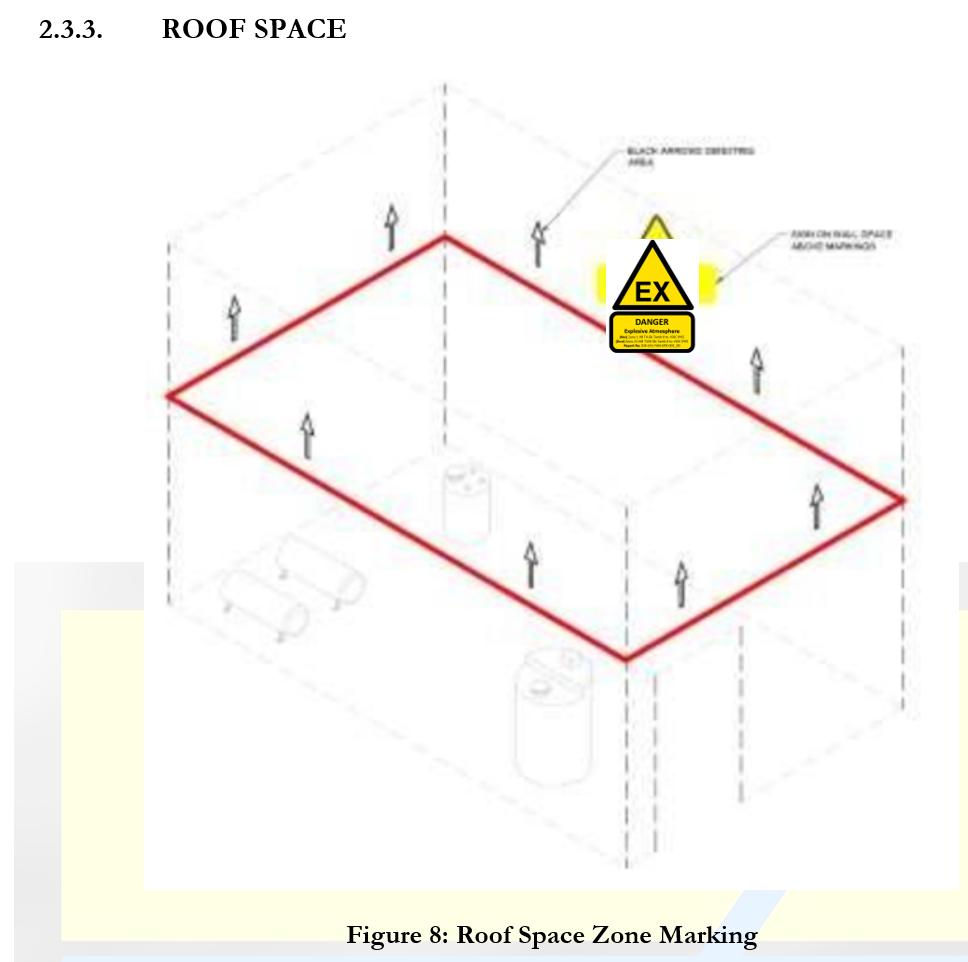 2.3.3. ROOF SPACE
BLACK ARROWS
AREA
SIGN ON WALL SPACE
ABOVE MARKINGS
EX
DANGER
Explosive Atmosphere
Figure 8: Roof Space Zone Marking